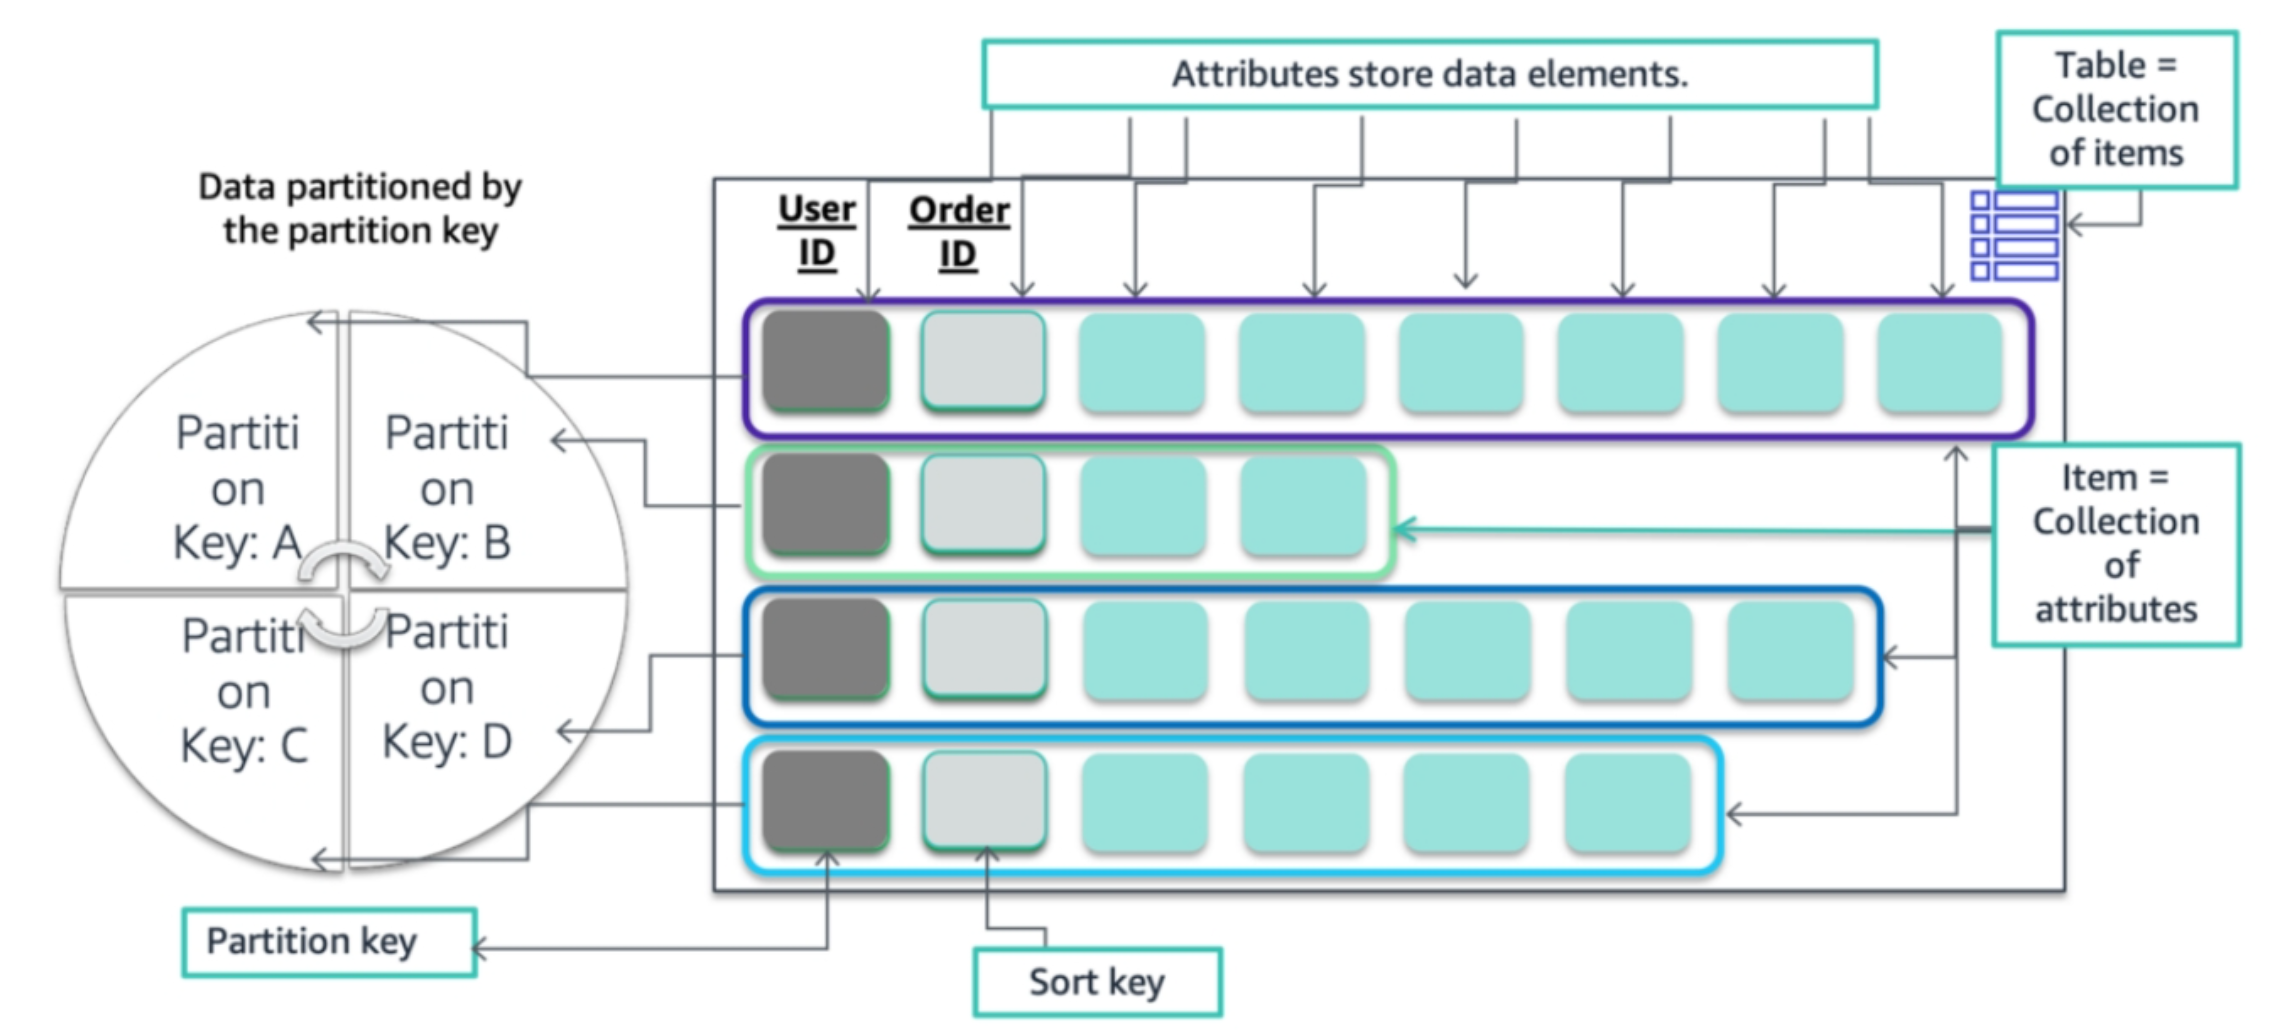 Attributes store data elements.
Table =
Collection
of items
Data partitioned by
the partition key
User
ID
Order
ID
Partiti
on
Key: A
Partiti
on
Key: B
Partiti
on
Key: C
Partiti
on
Key: D
Item =
Collection
of
attributes
Partition key
Sort key